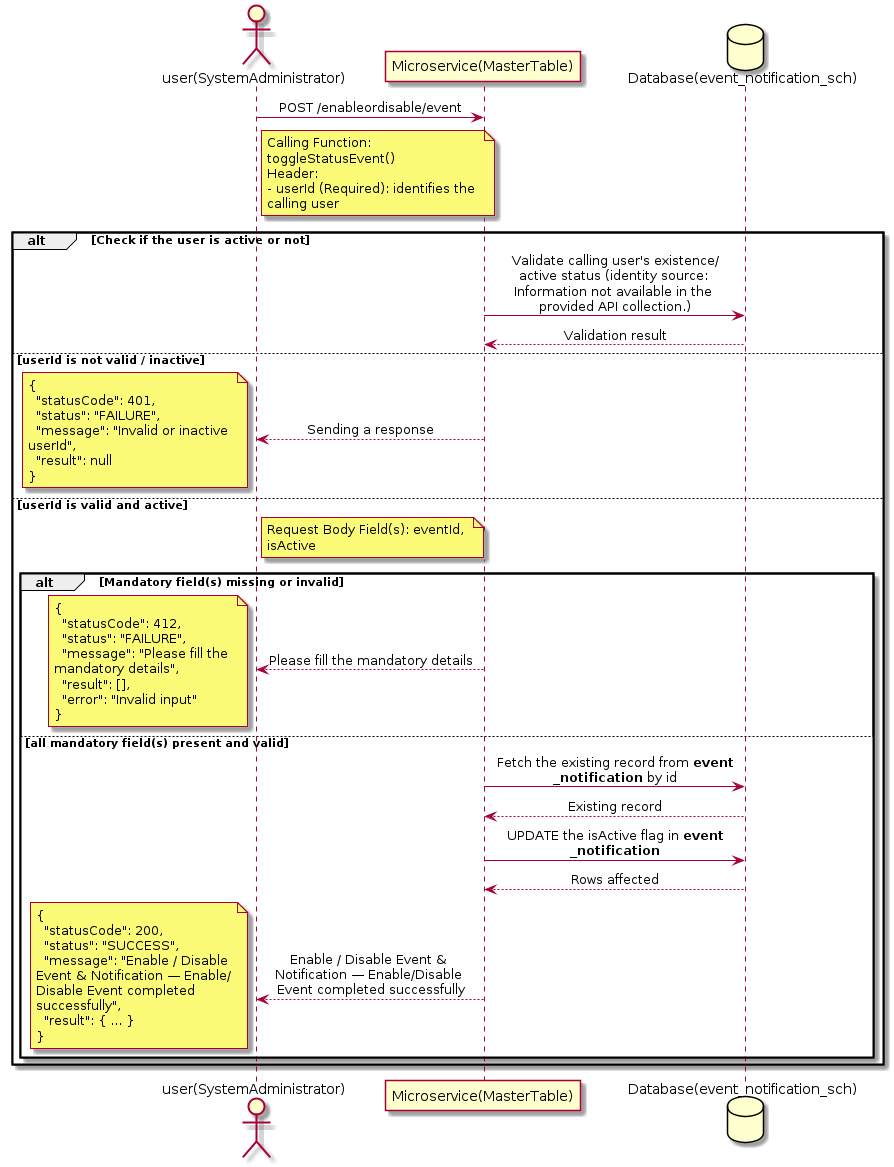 user(SystemAdministrator)
Microservice(MasterTable)
Database(event_notification_sch)
POST /enableordisable/event
Calling Function:
toggleStatusEvent()
Header:
- userId (Required): identifies the
calling user
alt
[Check if the user is active or not]
Validate calling user's existence/
active status (identity source:
Information not available in the
provided API collection.)
Validation result
[userId is not valid / inactive]
{
"statusCode": 401,
"status": "FAILURE",
"message": "Invalid or inactive
userId",
"result": null
}
Sending a response
[userId is valid and active]
Request Body Field(s): eventId,
isActive
alt
[Mandatory field(s) missing or invalid]
{
"statusCode": 412,
"status": "FAILURE",
"message": "Please fill the
mandatory details",
"result": [],
"error": "Invalid input"
}
Please fill the mandatory details
[all mandatory field(s) present and valid]
Fetch the existing record from event
_notification by id
Existing record
UPDATE the isActive flag in event
_notification
Rows affected
{
"statusCode": 200,
"status": "SUCCESS",
"message": "Enable / Disable
Event & Notification — Enable/
Disable Event completed
successfully",
"result": { ... }
}
Enable / Disable Event &
Notification — Enable/Disable
Event completed successfully
user(SystemAdministrator)
Microservice(MasterTable)
Database(event_notification_sch)